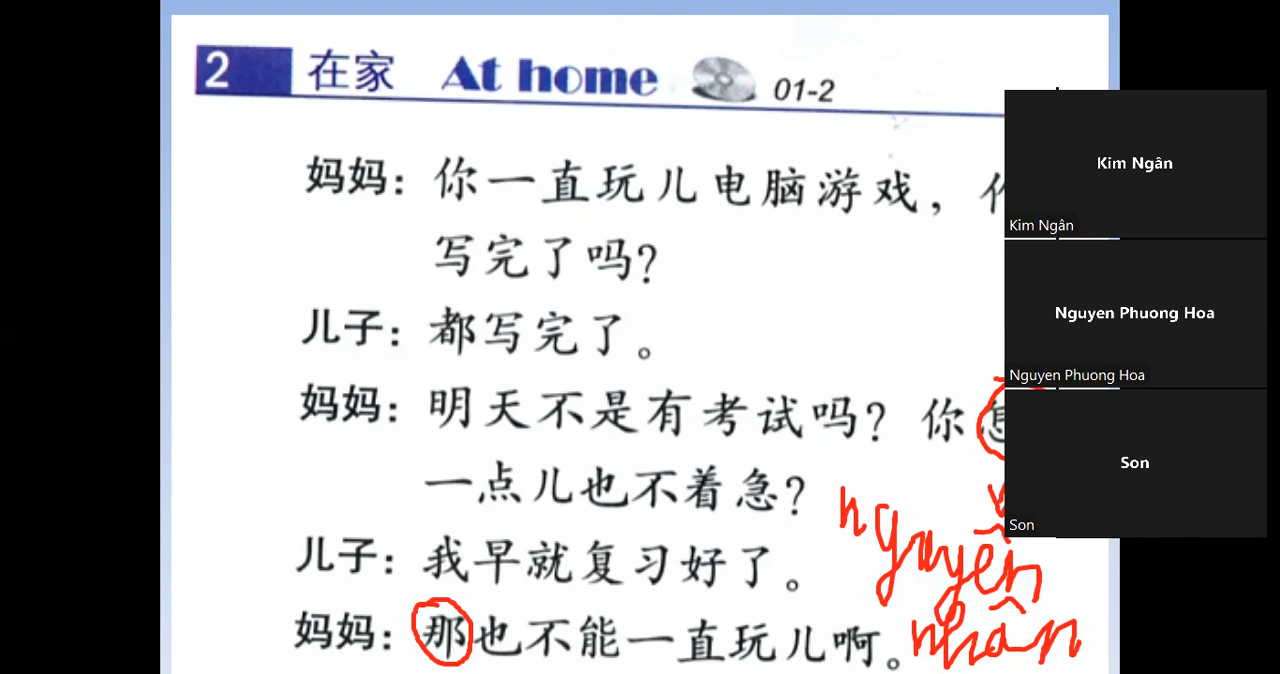 2 在家 At home 01-2
妈妈：你一直玩儿电脑游戏，
写完了吗？
儿子：都写完了。
妈妈：明天不是有考试吗？你怎
一点儿也不着急？
儿子：我早就复习好了。
妈妈：那也不能一直玩儿啊。
nguyên
nhân
Kim Ngân
Kim Ngân
Nguyen Phuong Hoa
Nguyen Phuong Hoa
Son
Son